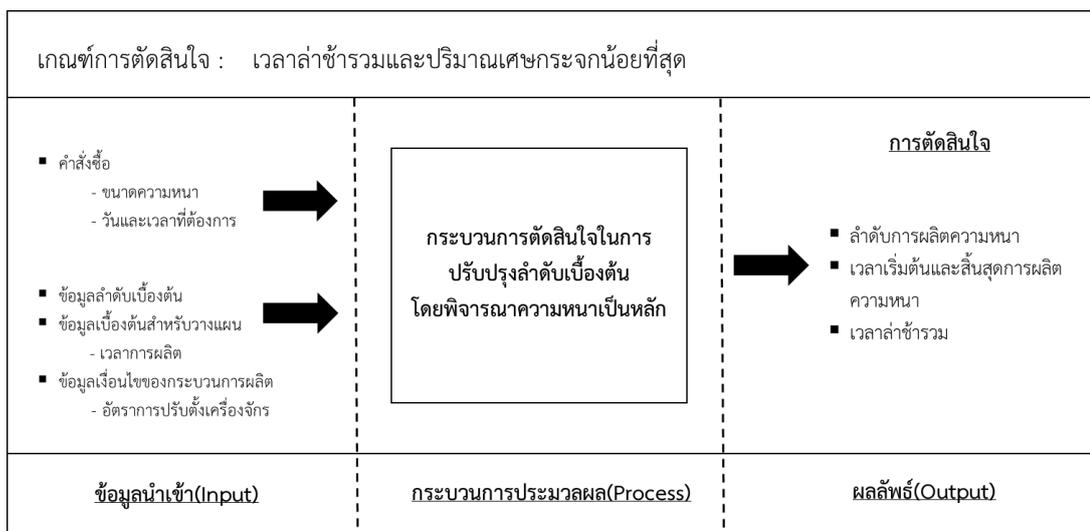 เกณฑ์การตัดสินใจ : เวลาล่าช้ารวมและปริมาณเศษกระจกน้อยที่สุด
▪ คำสั่งซื้อ
- ขนาดความหนา
- วันและเวลาที่ต้องการ
▪ ข้อมูลลำดับเบื้องต้น
▪ ข้อมูลเบื้องต้นสำหรับวางแผน
- เวลาการผลิต
▪ ข้อมูลเงื่อนไขของกระบวนการผลิต
- อัตราการปรับตั้งเครื่องจักร
กระบวนการตัดสินใจในการ
ปรับปรุงลำดับเบื้องต้น
โดยพิจารณาความหนาเป็นหลัก
การตัดสินใจ
▪ ลำดับการผลิตความหนา
▪ เวลาเริ่มต้นและสิ้นสุดการผลิต
ความหนา
▪ เวลาล่าช้ารวม
ข้อมูลนำเข้า(Input)
กระบวนการประมวลผล(Process)
ผลลัพธ์(Output)